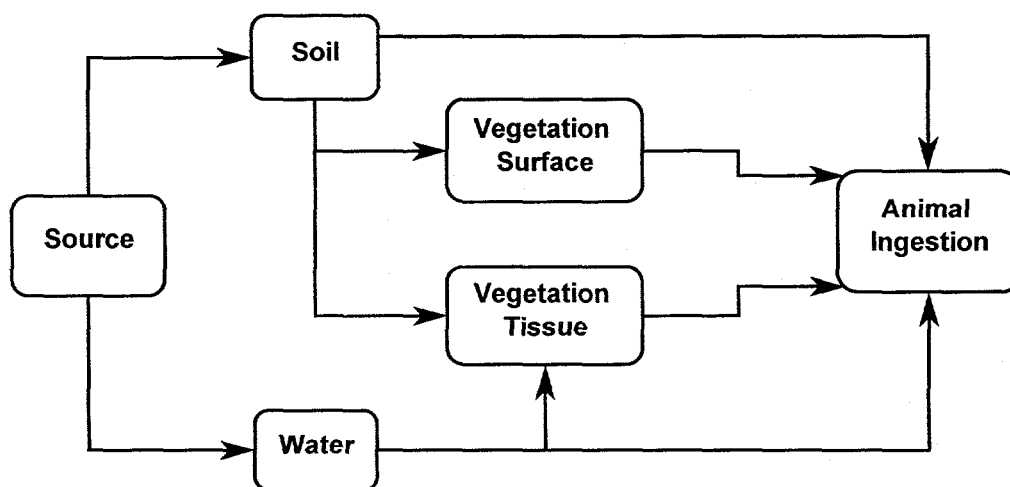 Soil
Vegetation
Surface
Source
Animal
Ingestion
Vegetation
Tissue
Water